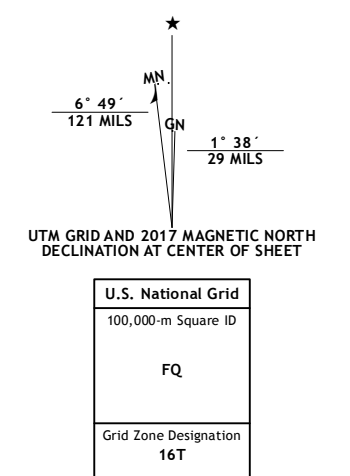 ★
MN
6° 49´
121 MILS
GN
1° 38´
29 MILS
UTM GRID AND 2017 MAGNETIC NORTH
DECLINATION AT CENTER OF SHEET
U.S. National Grid
100,000-m Square ID
FQ
Grid Zone Designation
16T